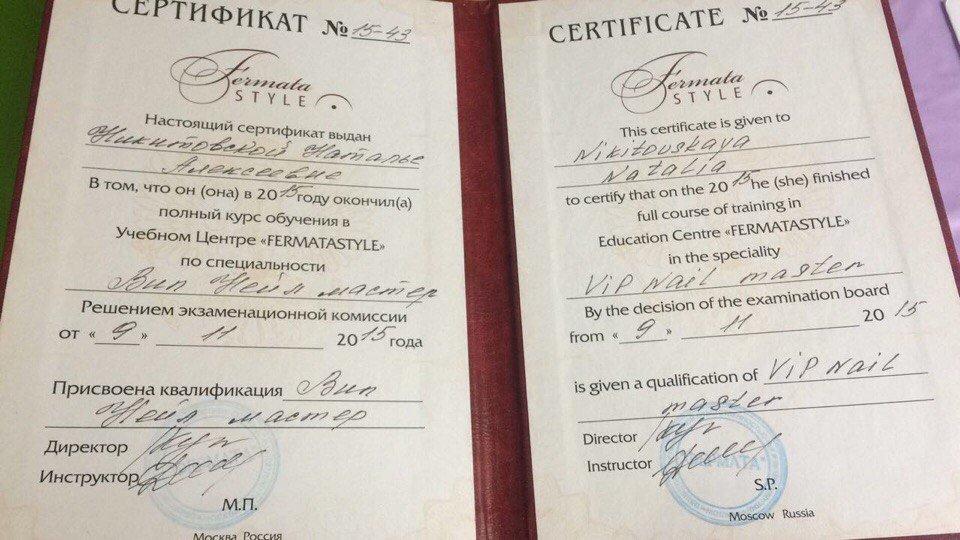 СЕРТИФИКАТ № 15-43
Fermata
STYLE
Настоящий сертификат выдан
Никитовской Наталье
Алексеевне
В том, что он (она) в 2015 году окончил(а)
полный курс обучения в
Учебном Центре «FERMATASTYLE»
по специальности
Вип Нейл мастер
Решением экзаменационной комиссии
от «9» 11 2015 года
Присвоена квалификация Вип
Нейл мастер
Директор
Инструктор
М.П.
Москва Россия
CERTIFICATE № 15-43
Fermata
STYLE
This certificate is given to
Nikitovskaya
Natalia
to certify that on the 2015 he (she) finished
full course of training in
Education Centre «FERMATASTYLE»
in the speciality
ViP Nail master
By the decision of the examination board
from «9» 11 2015
is given a qualification of ViP Nail
master
Director
Instructor
S.P.
Moscow Russia